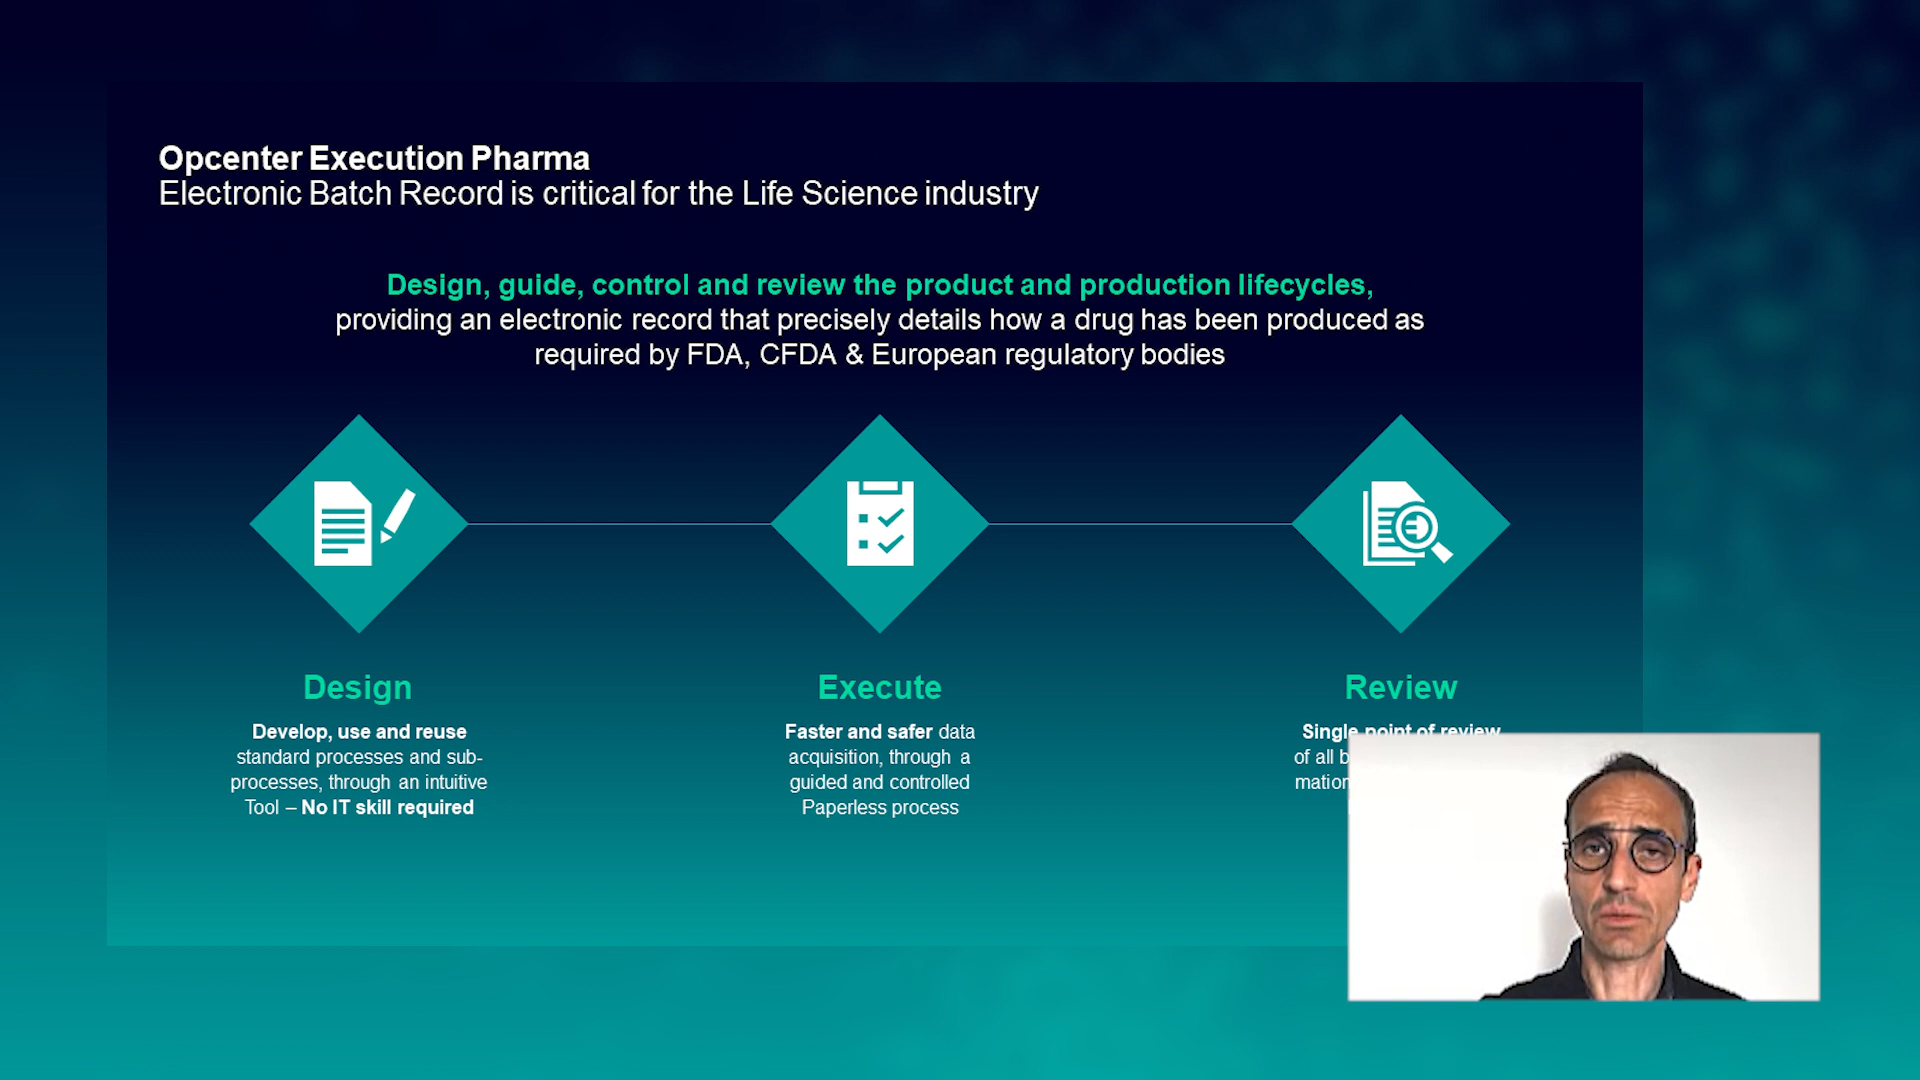 Opcenter Execution Pharma
Electronic Batch Record is critical for the Life Science industry
Design, guide, control and review the product and production lifecycles,
providing an electronic record that precisely details how a drug has been produced as
required by FDA, CFDA & European regulatory bodies
Design
Develop, use and reuse
standard processes and sub-
processes, through an intuitive
Tool – No IT skill required
Execute
Faster and safer data
acquisition, through a
guided and controlled
Paperless process
Review
Single point of review
of all